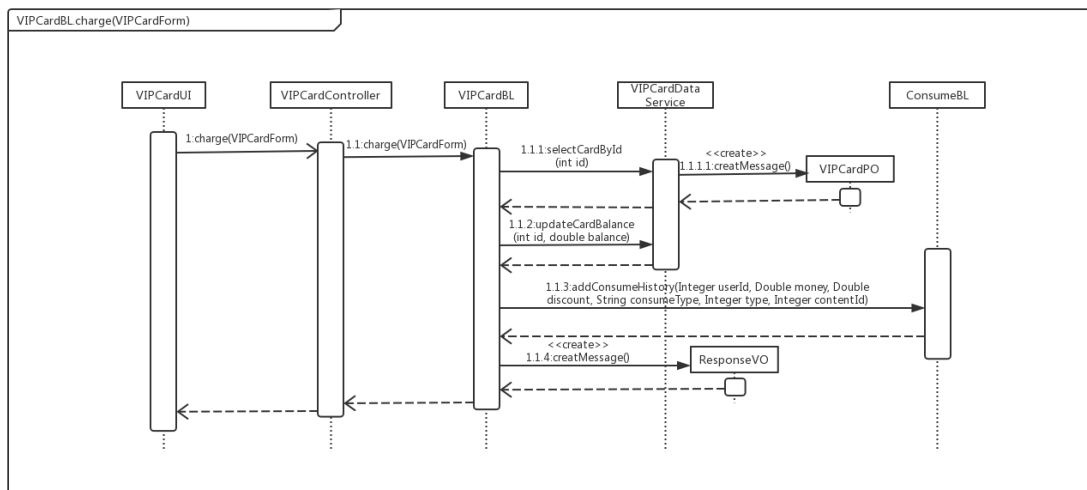 VIPCardBL.charge(VIPCardForm)
VIPCardUI
VIPCardController
VIPCardBL
VIPCardData
Service
ConsumeBL
1:charge(VIPCardForm)
1.1:charge(VIPCardForm)
1.1.1:selectCardById
(int id)
<<create>>
1.1.1.1:creatMessage()
VIPCardPO
1.1.2:updateCardBalance
(int id, double balance)
1.1.3:addConsumeHistory(Integer userId, Double money, Double
discount, String consumeType, Integer type, Integer contentId)
<<create>>
1.1.4:creatMessage()
ResponseVO